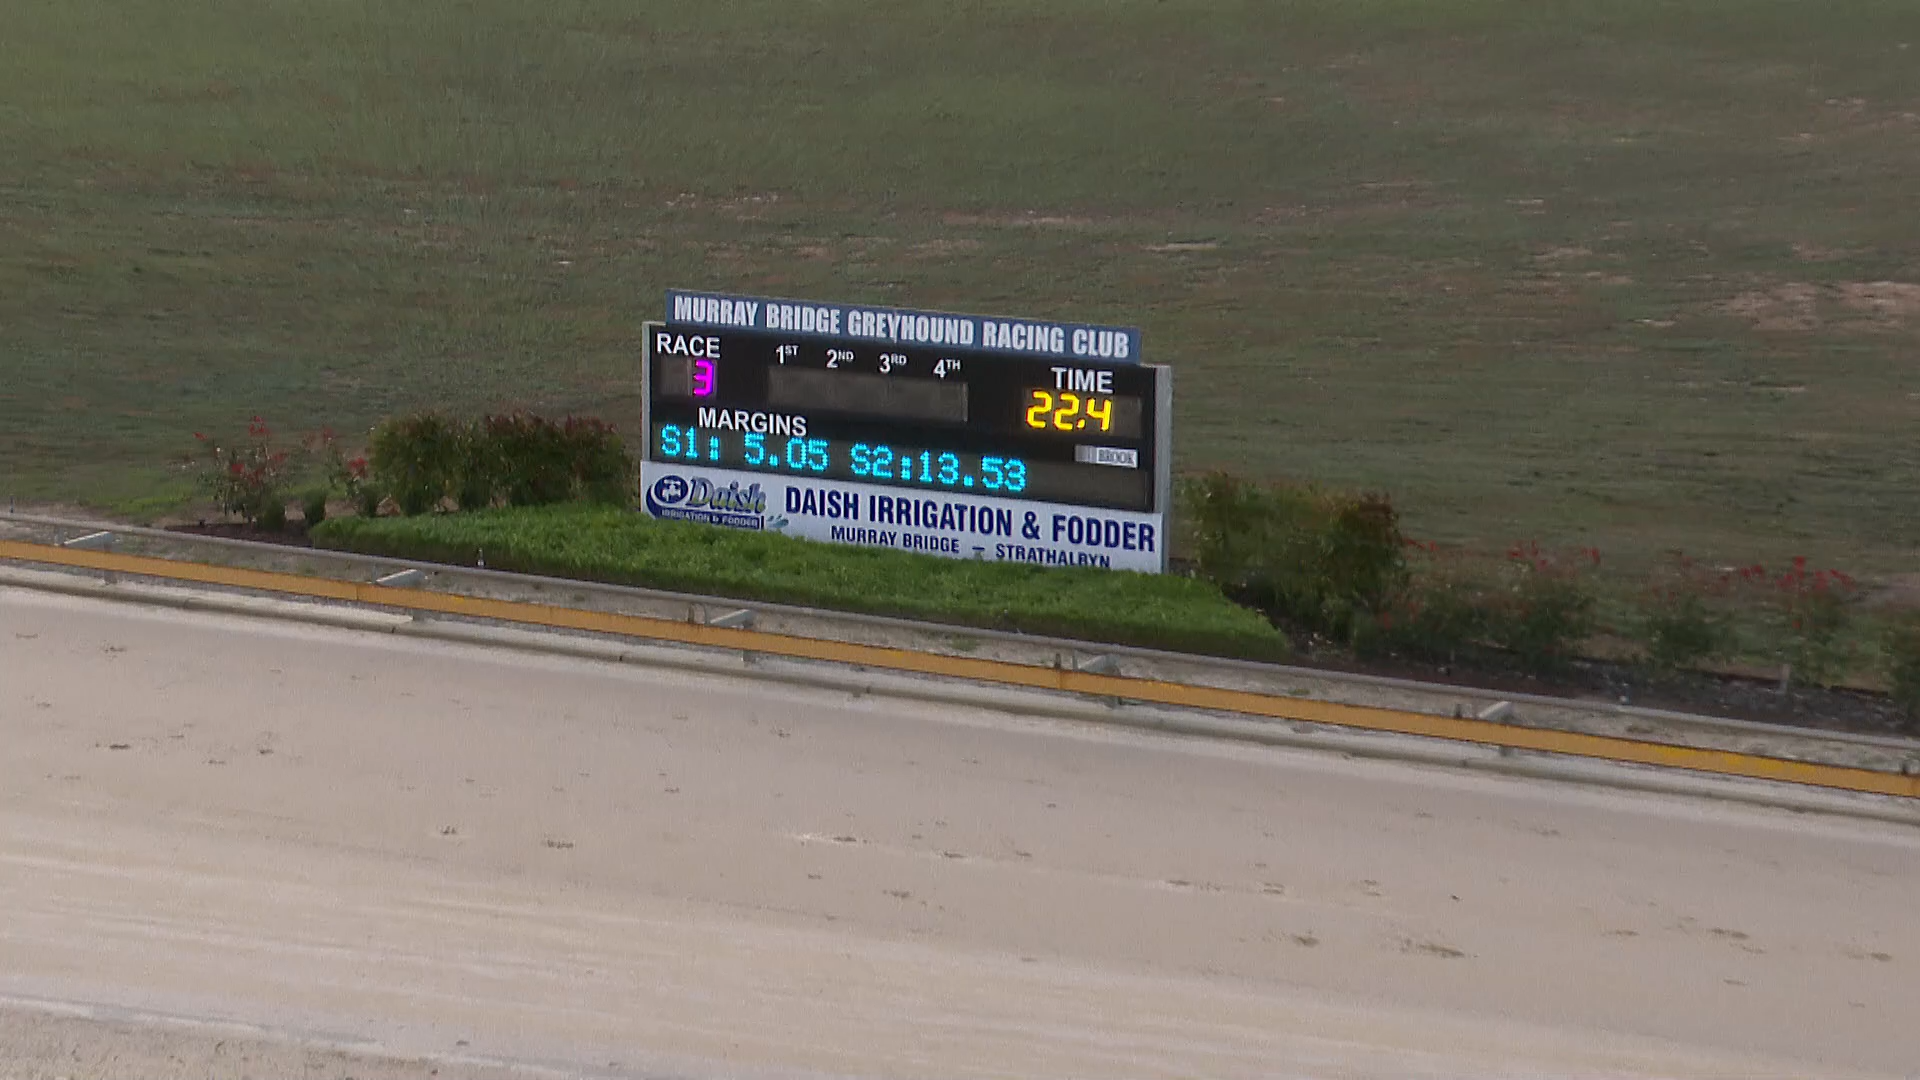 MURRAY BRIDGE GREYHOUND RACING CLUB
RACE 1ST 2ND 3RD 4TH TIME
3 22.4
MARGINS
S1: 5.05 S2:13.53
BROOK
Daish
IRRIGATION & FODDER
DAISH IRRIGATION & FODDER
MURRAY BRIDGE – STRATHALBYN